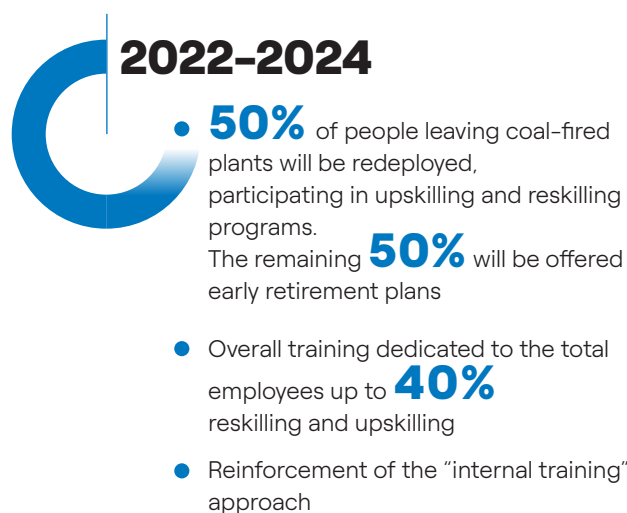 2022-2024
50% of people leaving coal-fired
plants will be redeployed,
participating in upskilling and reskilling
programs.
The remaining 50% will be offered
early retirement plans
Overall training dedicated to the total
employees up to 40%
reskilling and upskilling
Reinforcement of the “internal training”
approach